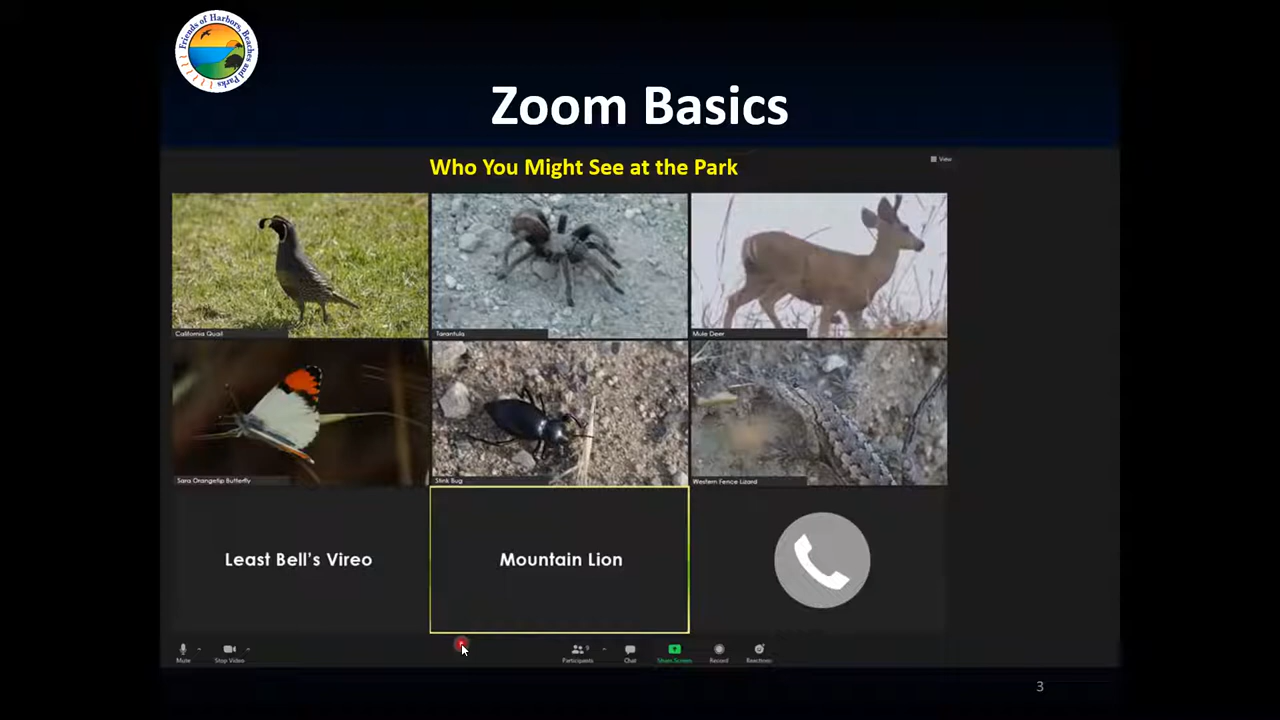 Friends of Harbors, Beaches and Parks
Zoom Basics
Who You Might See at the Park
View
California Quail
Tarantula
Mule Deer
Sara Orangetip Butterfly
Stink Bug
Western Fence Lizard
Least Bell's Vireo
Mountain Lion
Mute
Stop Video
9
Participants
Chat
Share Screen
Record
Reactions
3